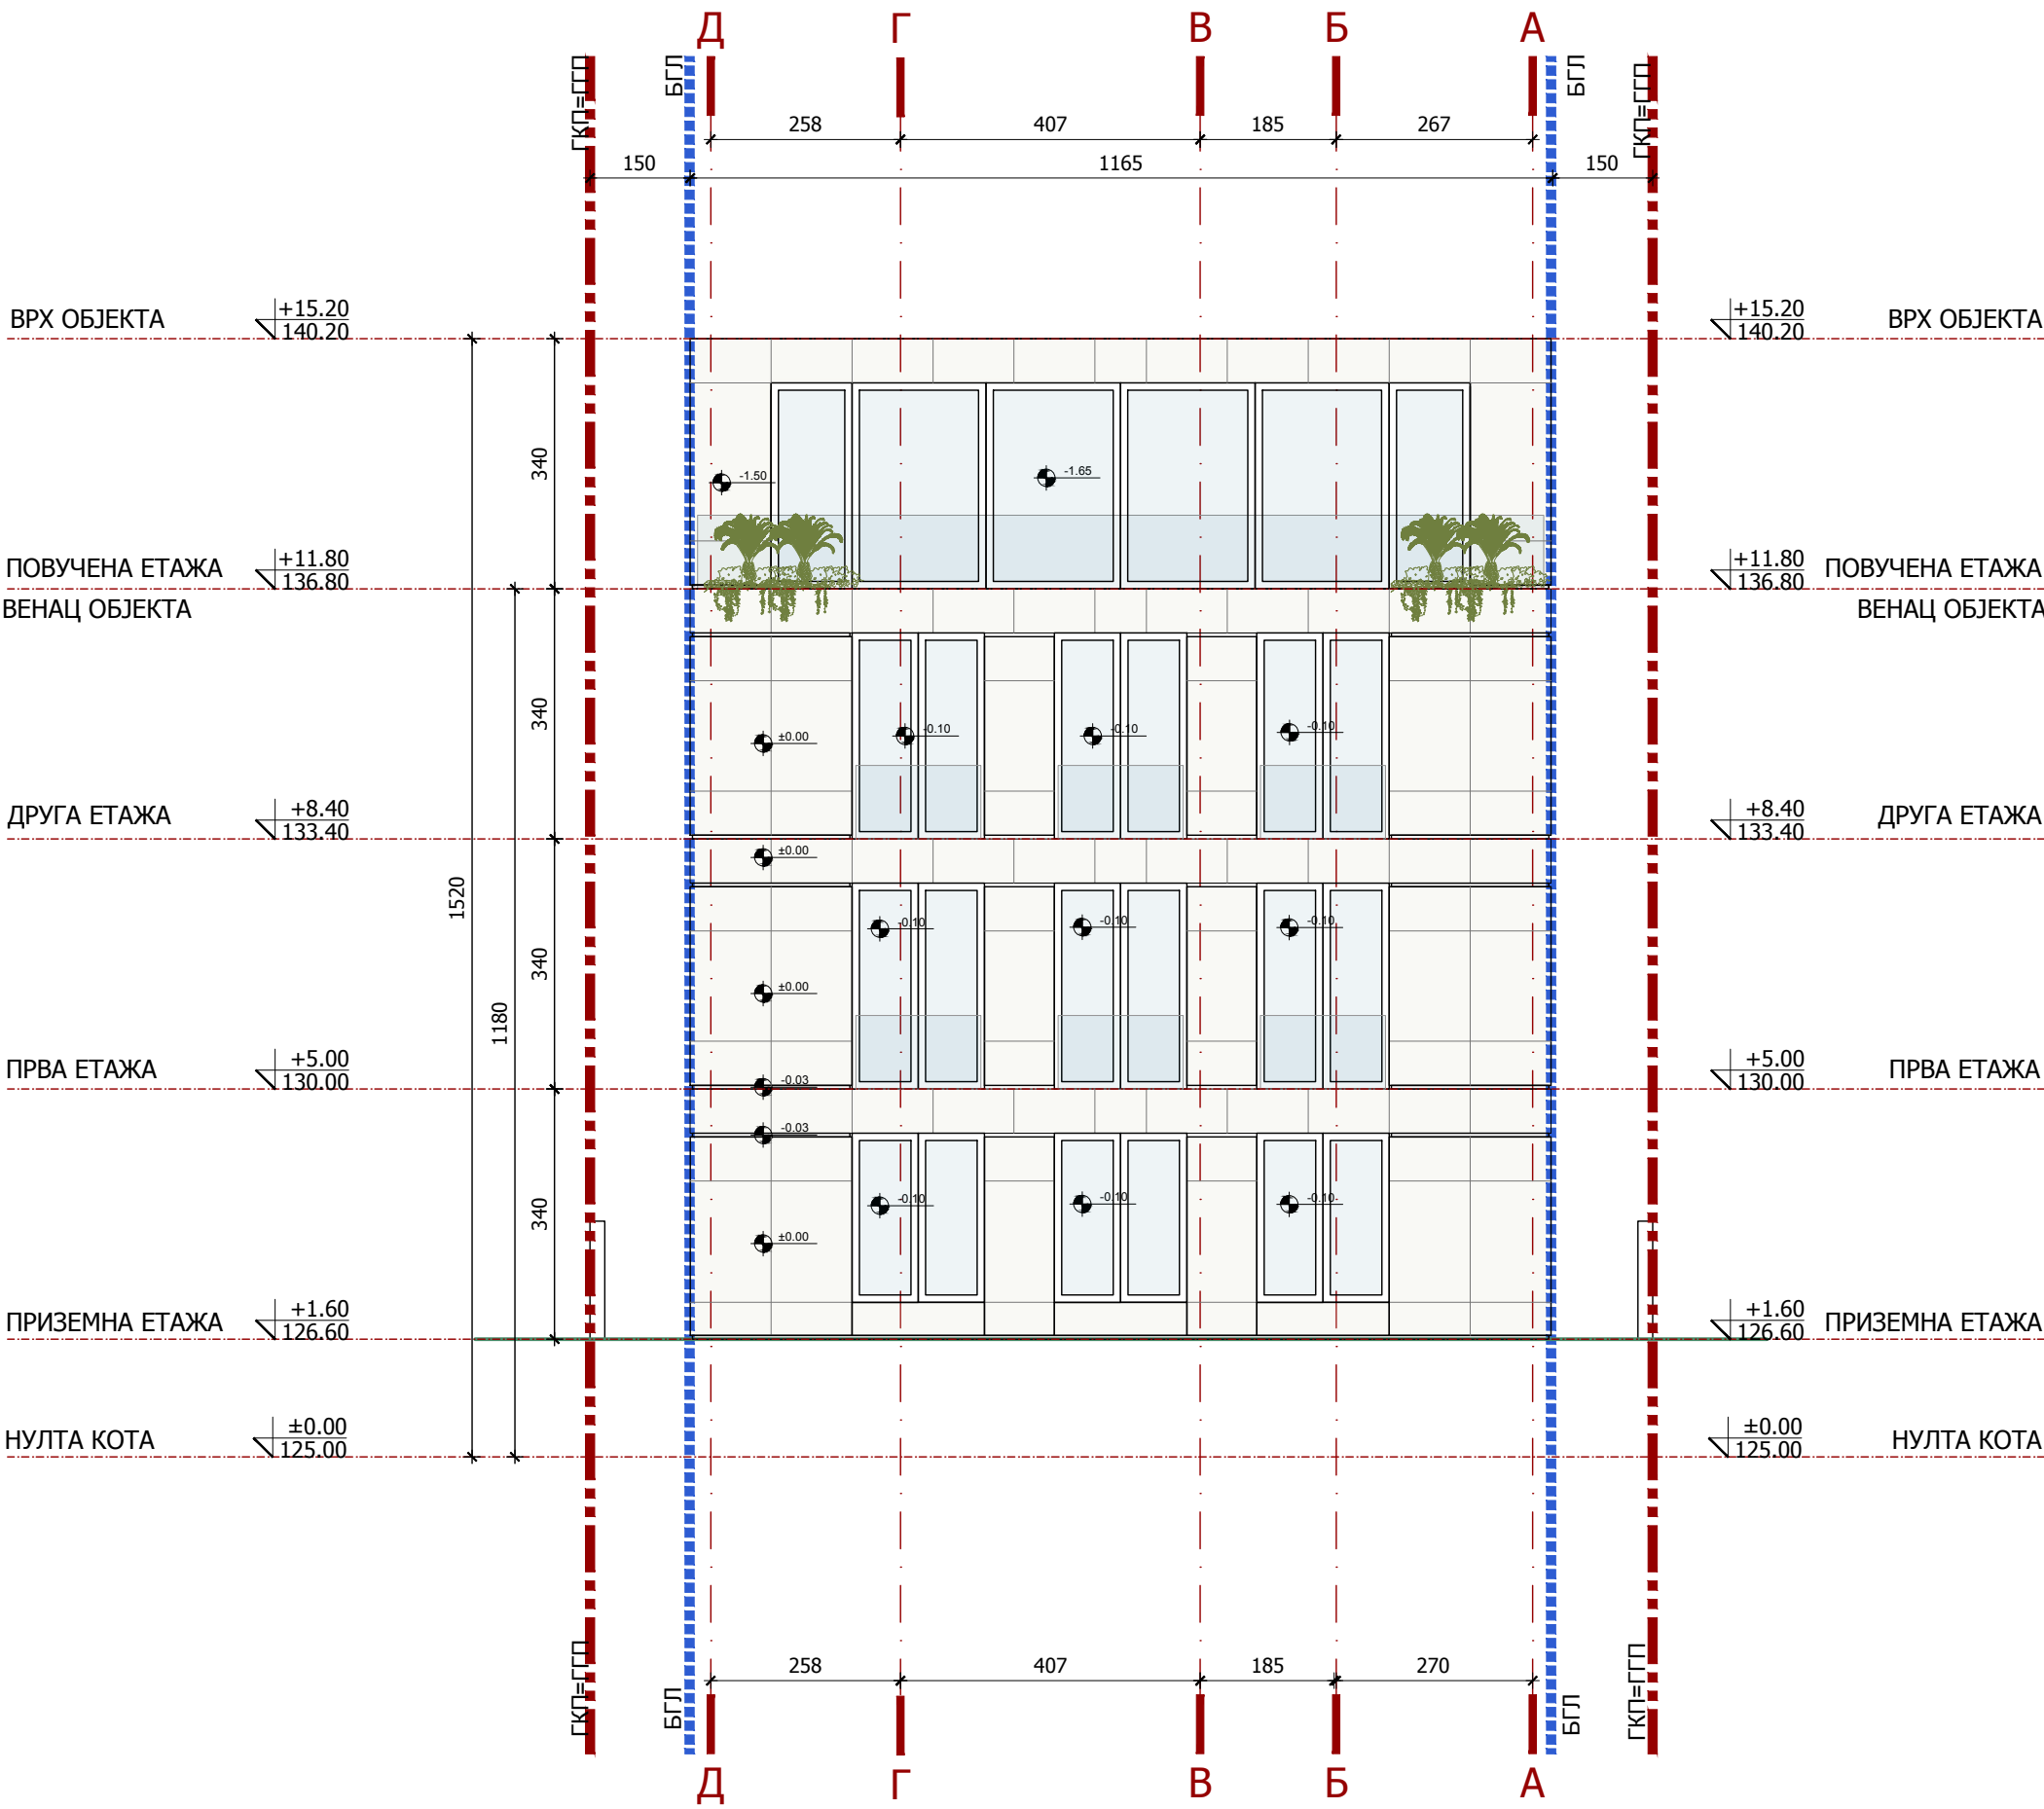 Д Г В Б А
ГКП=ГГП БГЛ БГЛ ГКП=ГГП
258 407 185 267
150 1165 150
ВРХ ОБЈЕКТА +15.20 +15.20 ВРХ ОБЈЕКТА
140.20 140.20
340
-1.50 -1.65
ПОВУЧЕНА ЕТАЖА +11.80 +11.80 ПОВУЧЕНА ЕТАЖА
136.80 136.80
ВЕНАЦ ОБЈЕКТА ВЕНАЦ ОБЈЕКТА
340
±0.00 -0.10 -0.10 -0.10
ДРУГА ЕТАЖА +8.40 +8.40 ДРУГА ЕТАЖА
133.40 133.40
±0.00
1520
-0.10 -0.10 -0.10
340
±0.00
1180
ПРВА ЕТАЖА +5.00 +5.00 ПРВА ЕТАЖА
130.00 130.00
-0.03
-0.03
340
-0.10 -0.10 -0.10
±0.00
ПРИЗЕМНА ЕТАЖА +1.60 +1.60 ПРИЗЕМНА ЕТАЖА
126.60 126.60
НУЛТА КОТА ±0.00 ±0.00 НУЛТА КОТА
125.00 125.00
258 407 185 270
ГКП=ГГП БГЛ БГЛ ГКП=ГГП
Д Г В Б А